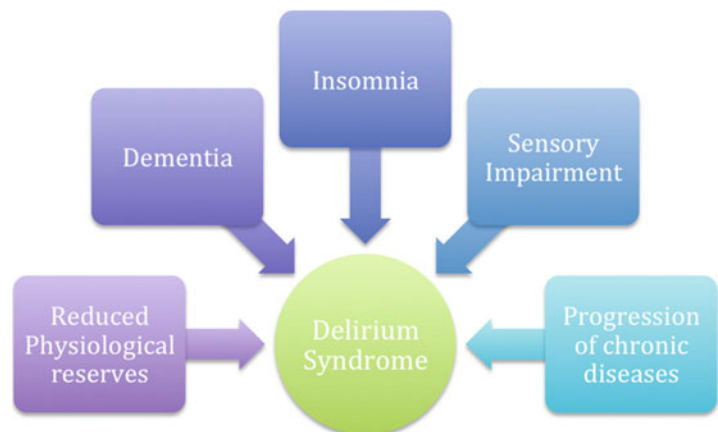 Insomnia
Dementia
Sensory
Impairment
Reduced
Physiological
reserves
Delirium
Syndrome
Progression
of chronic
diseases